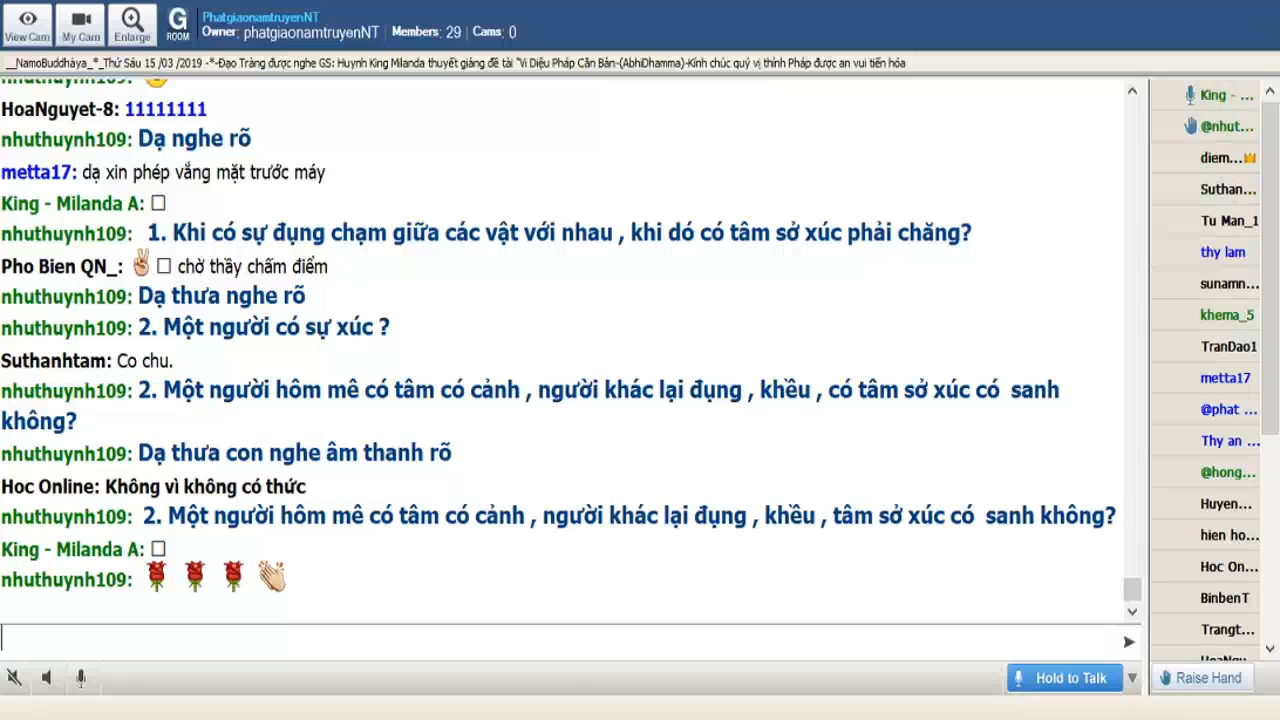 PhatgiaonamtruyenNT
View Cam My Cam Enlarge G ROOM Owner: phatgiaonamtruyenNT Members: 29 Cams: 0
__NamoBuddhàya_*_Thứ Sáu 15 /03 /2019 -*-Đạo Tràng được nghe GS: Huynh King Milanda thuyết giảng đề tài "Vi Diệu Pháp Căn Bản-(AbhiDhamma)-Kính chúc quý vị thính Pháp được an vui tiến hóa
nhuthuynh109:
HoaNguyet-8: 11111111
nhuthuynh109: Dạ nghe rõ
metta17: dạ xin phép vắng mặt trước máy
King - Milanda A:
nhuthuynh109: 1. Khi có sự đụng chạm giữa các vật với nhau , khi dó có tâm sở xúc phải chăng?
Pho Bien QN_: chờ thầy chấm điểm
nhuthuynh109: Dạ thưa nghe rõ
nhuthuynh109: 2. Một người có sự xúc ?
Suthanhtam: Co chu.
nhuthuynh109: 2. Một người hôm mê có tâm có cảnh , người khác lại đụng , khều , có tâm sở xúc có sanh
không?
nhuthuynh109: Dạ thưa con nghe âm thanh rõ
Hoc Online: Không vì không có thức
nhuthuynh109: 2. Một người hôm mê có tâm có cảnh , người khác lại đụng , khều , tâm sở xúc có sanh không?
King - Milanda A:
nhuthuynh109:
King - ...
@nhut...
diem...
Suthan...
Tu Man_1
thy lam
sunamn...
khema_5
TranDao1
metta17
@phat ...
Thy an ...
@hong...
Huyen...
hien ho...
Hoc On...
BinbenT
Trangt...
HoaNgu...
Hold to Talk
Raise Hand